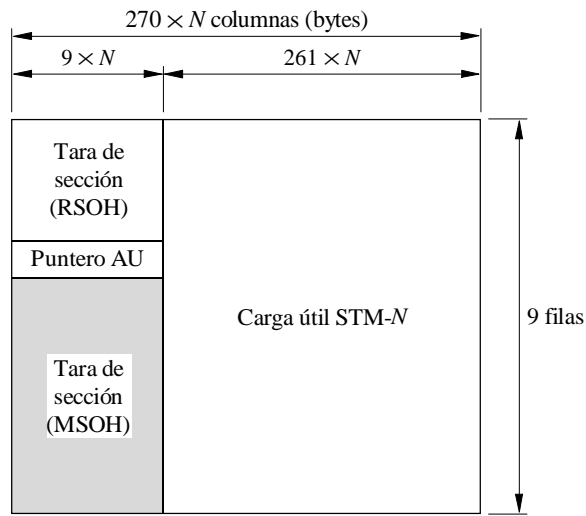 270 × N columnas (bytes)
9 × N
261 × N
Tara de
sección
(RSOH)
Puntero AU
Carga útil STM-N
9 filas
Tara de
sección
(MSOH)